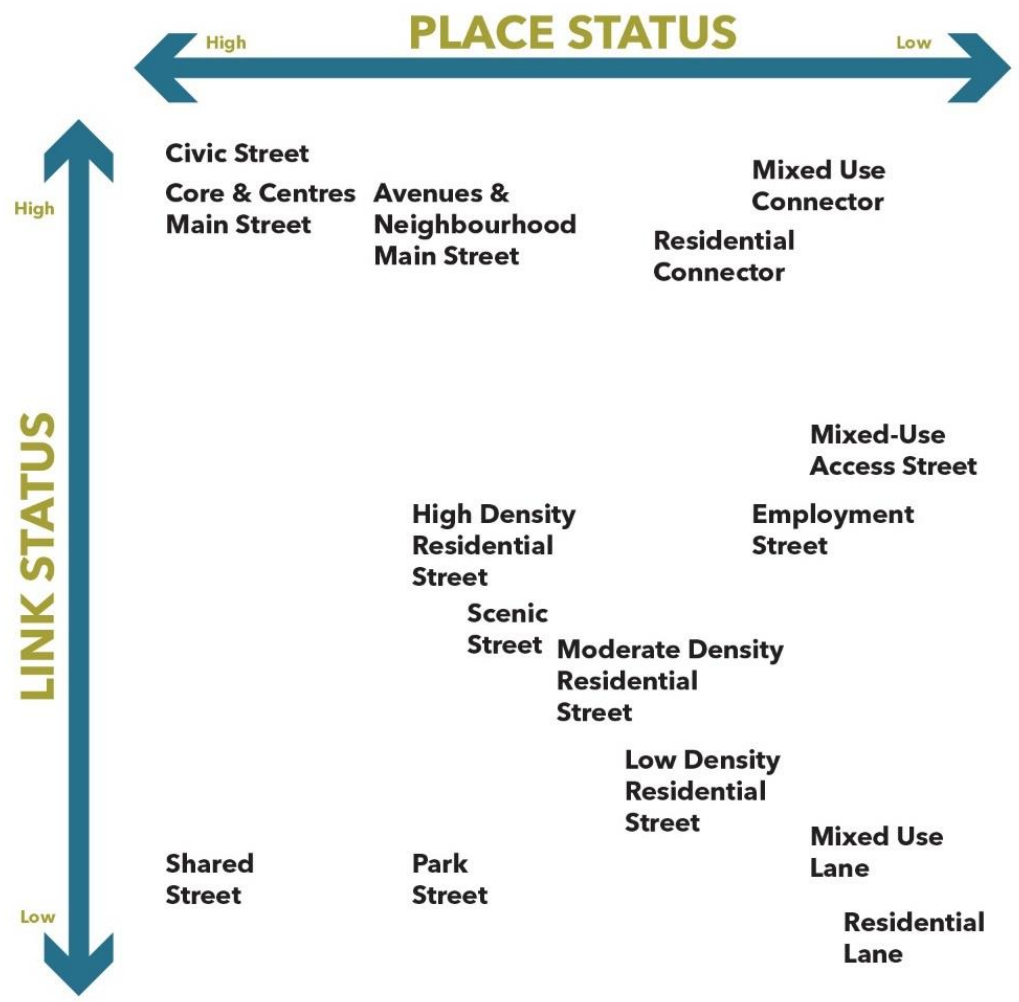 PLACE STATUS
High
Low
LINK STATUS
High
Low
Civic Street
Core & Centres
Main Street
Avenues &
Neighbourhood
Main Street
Mixed Use
Connector
Residential
Connector
Mixed-Use
Access Street
High Density
Residential
Street
Employment
Street
Scenic
Street
Moderate Density
Residential
Street
Low Density
Residential
Street
Mixed Use
Lane
Shared
Street
Park
Street
Residential
Lane